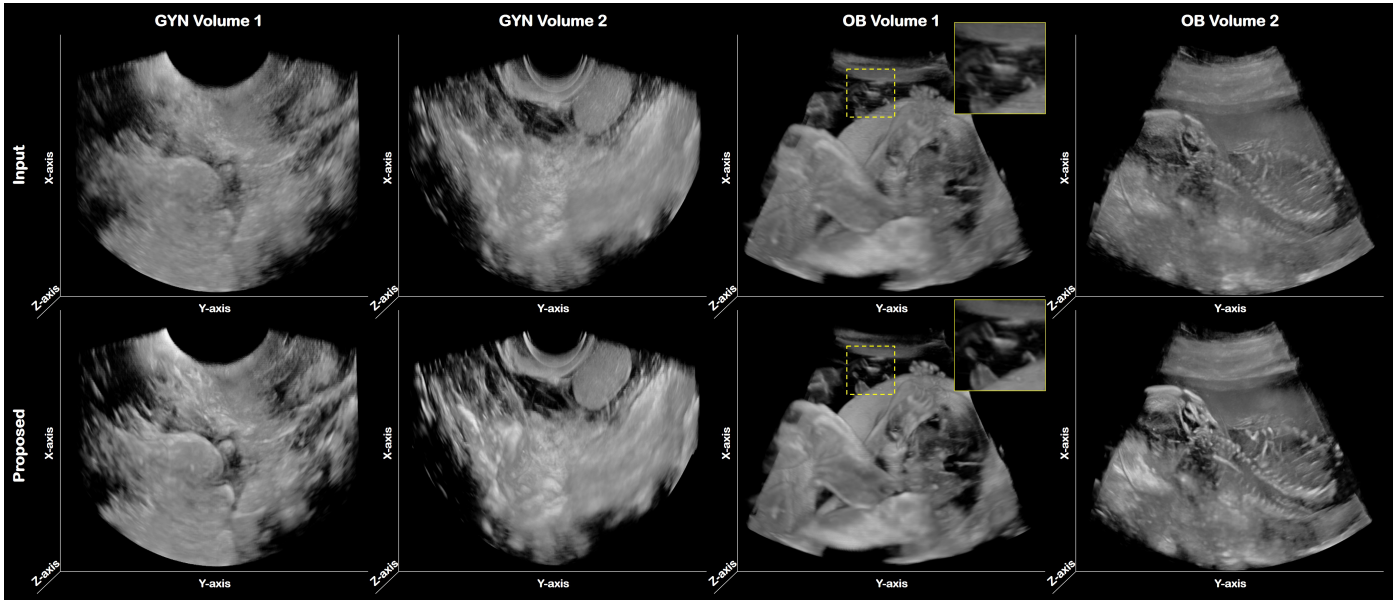 GYN Volume 1
GYN Volume 2
OB Volume 1
OB Volume 2
Input
X-axis
Z-axis
Y-axis
X-axis
Z-axis
Y-axis
X-axis
Z-axis
Y-axis
X-axis
Z-axis
Y-axis
Proposed
X-axis
Z-axis
Y-axis
X-axis
Z-axis
Y-axis
X-axis
Z-axis
Y-axis
X-axis
Z-axis
Y-axis